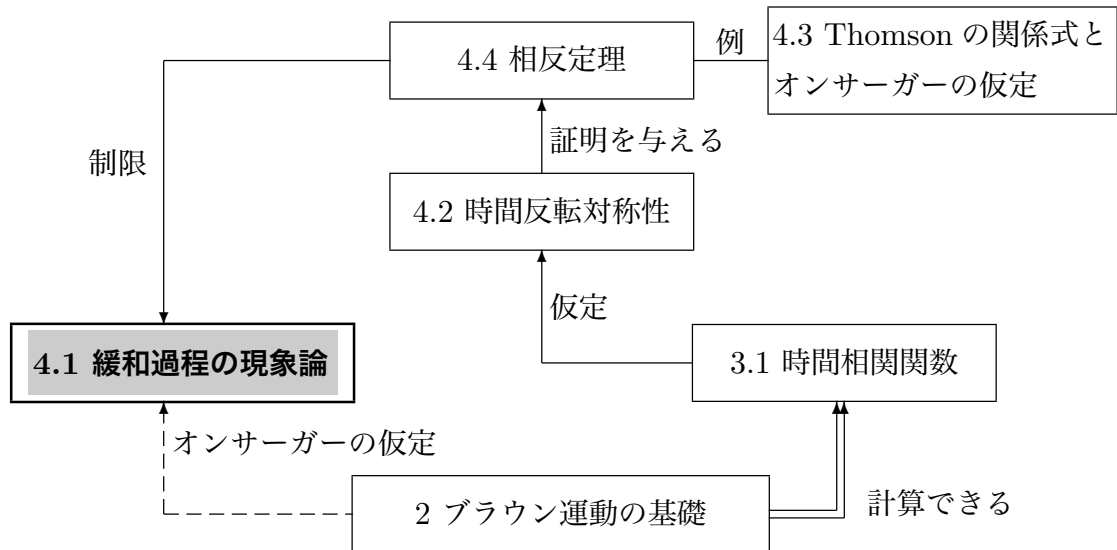 4.4 相反定理
例
4.3 Thomson の関係式と
オンサーガーの仮定
証明を与える
制限
4.2 時間反転対称性
仮定
4.1 緩和過程の現象論
3.1 時間相関関数
オンサーガーの仮定
2 ブラウン運動の基礎
計算できる